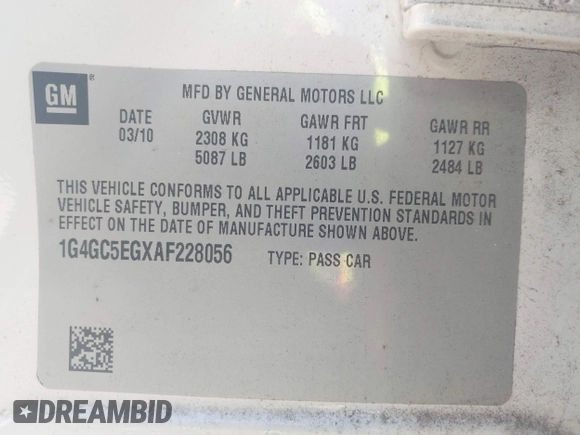 GM ®
MFD BY GENERAL MOTORS LLC
DATE GVWR GAWR FRT GAWR RR
03/10 2308 KG 1181 KG 1127 KG
5087 LB 2603 LB 2484 LB
THIS VEHICLE CONFORMS TO ALL APPLICABLE U.S. FEDERAL MOTOR
VEHICLE SAFETY, BUMPER, AND THEFT PREVENTION STANDARDS IN
EFFECT ON THE DATE OF MANUFACTURE SHOWN ABOVE.
1G4GC5EGXAF228056 TYPE: PASS CAR
DREAMBID